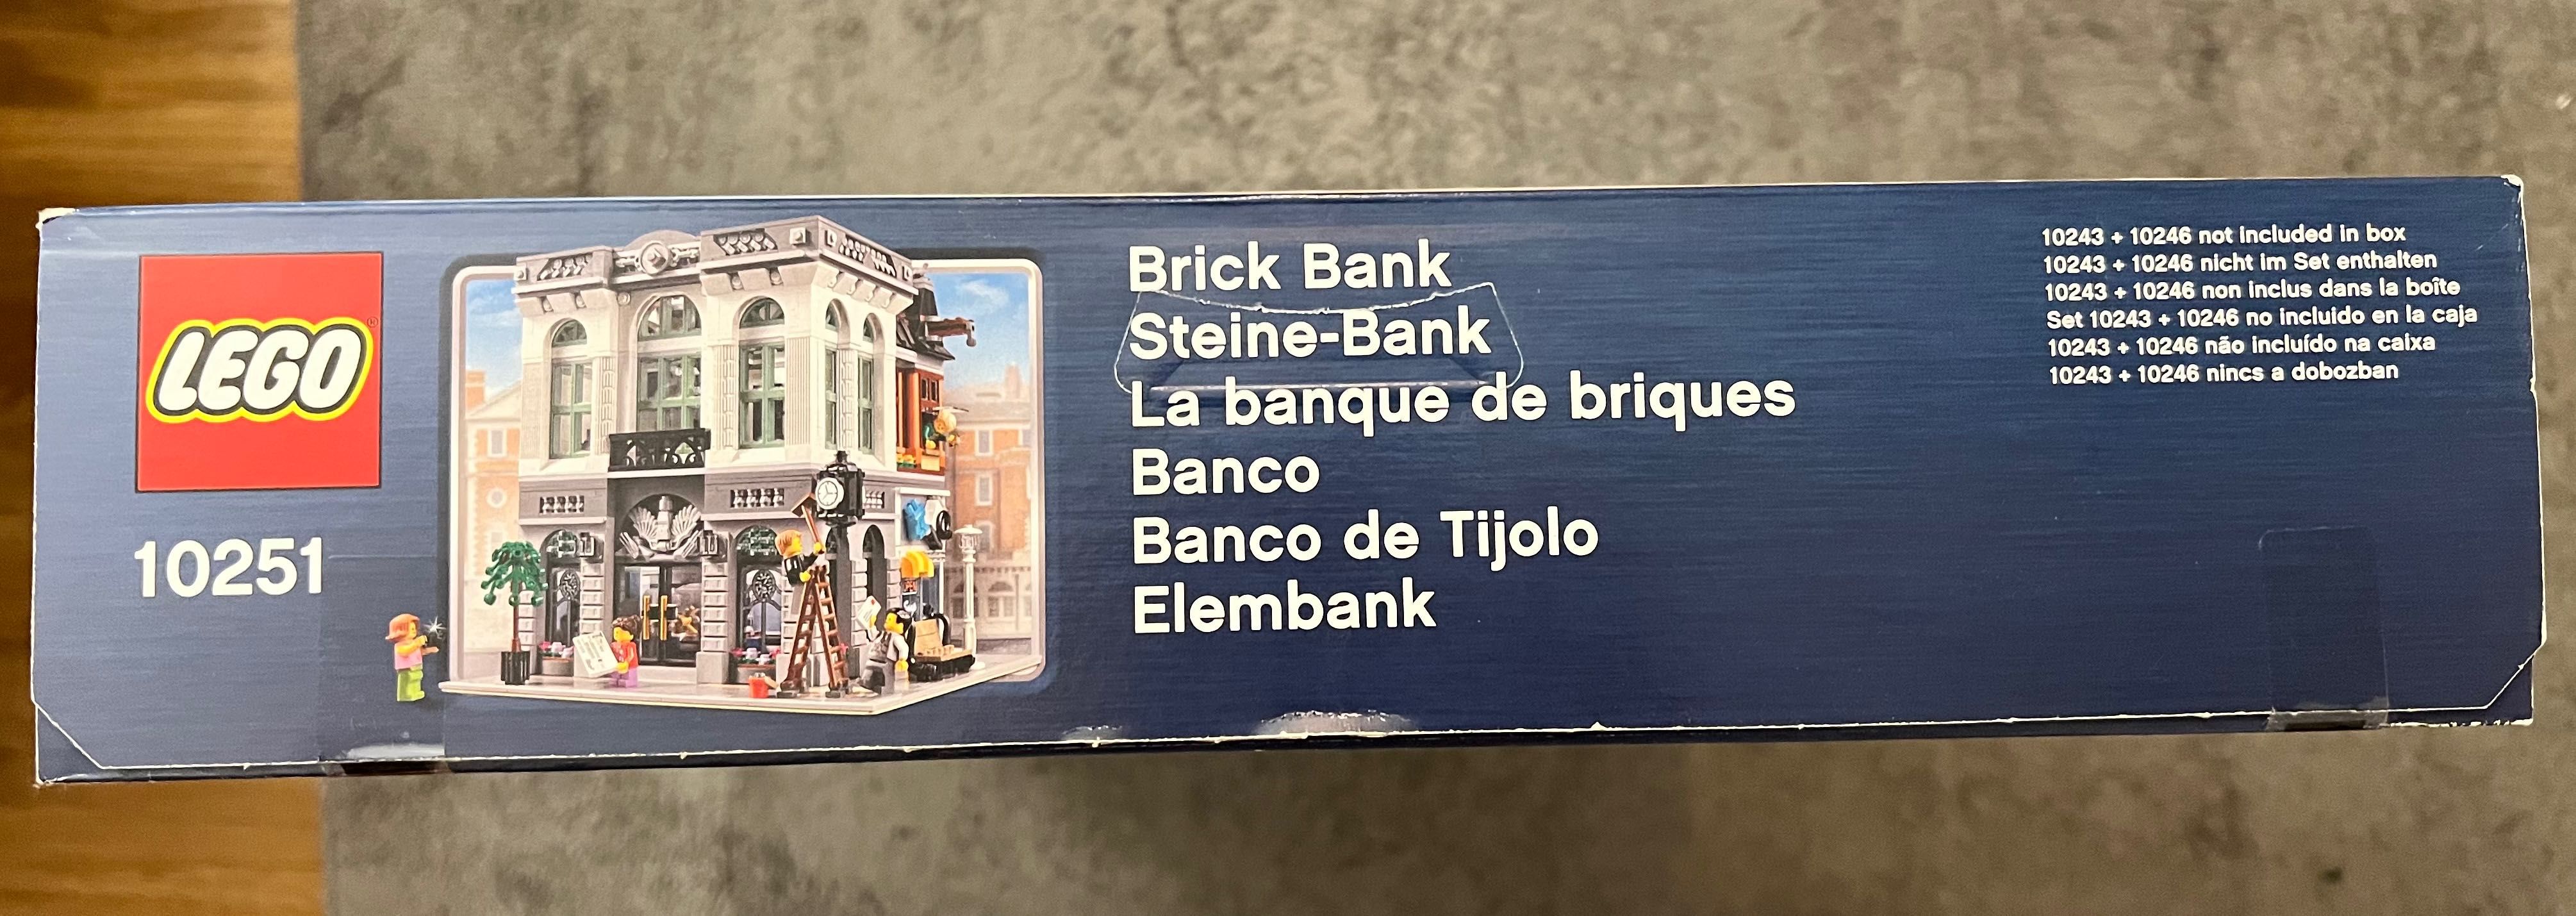 LEGO
10251
Brick Bank
Steine-Bank
La banque de briques
Banco
Banco de Tijolo
Elembank
10243 + 10246 not included in box
10243 + 10246 nicht im Set enthalten
10243 + 10246 non inclus dans la boîte
Set 10243 + 10246 no incluido en la caja
10243 + 10246 não incluído na caixa
10243 + 10246 nincs a dobozban